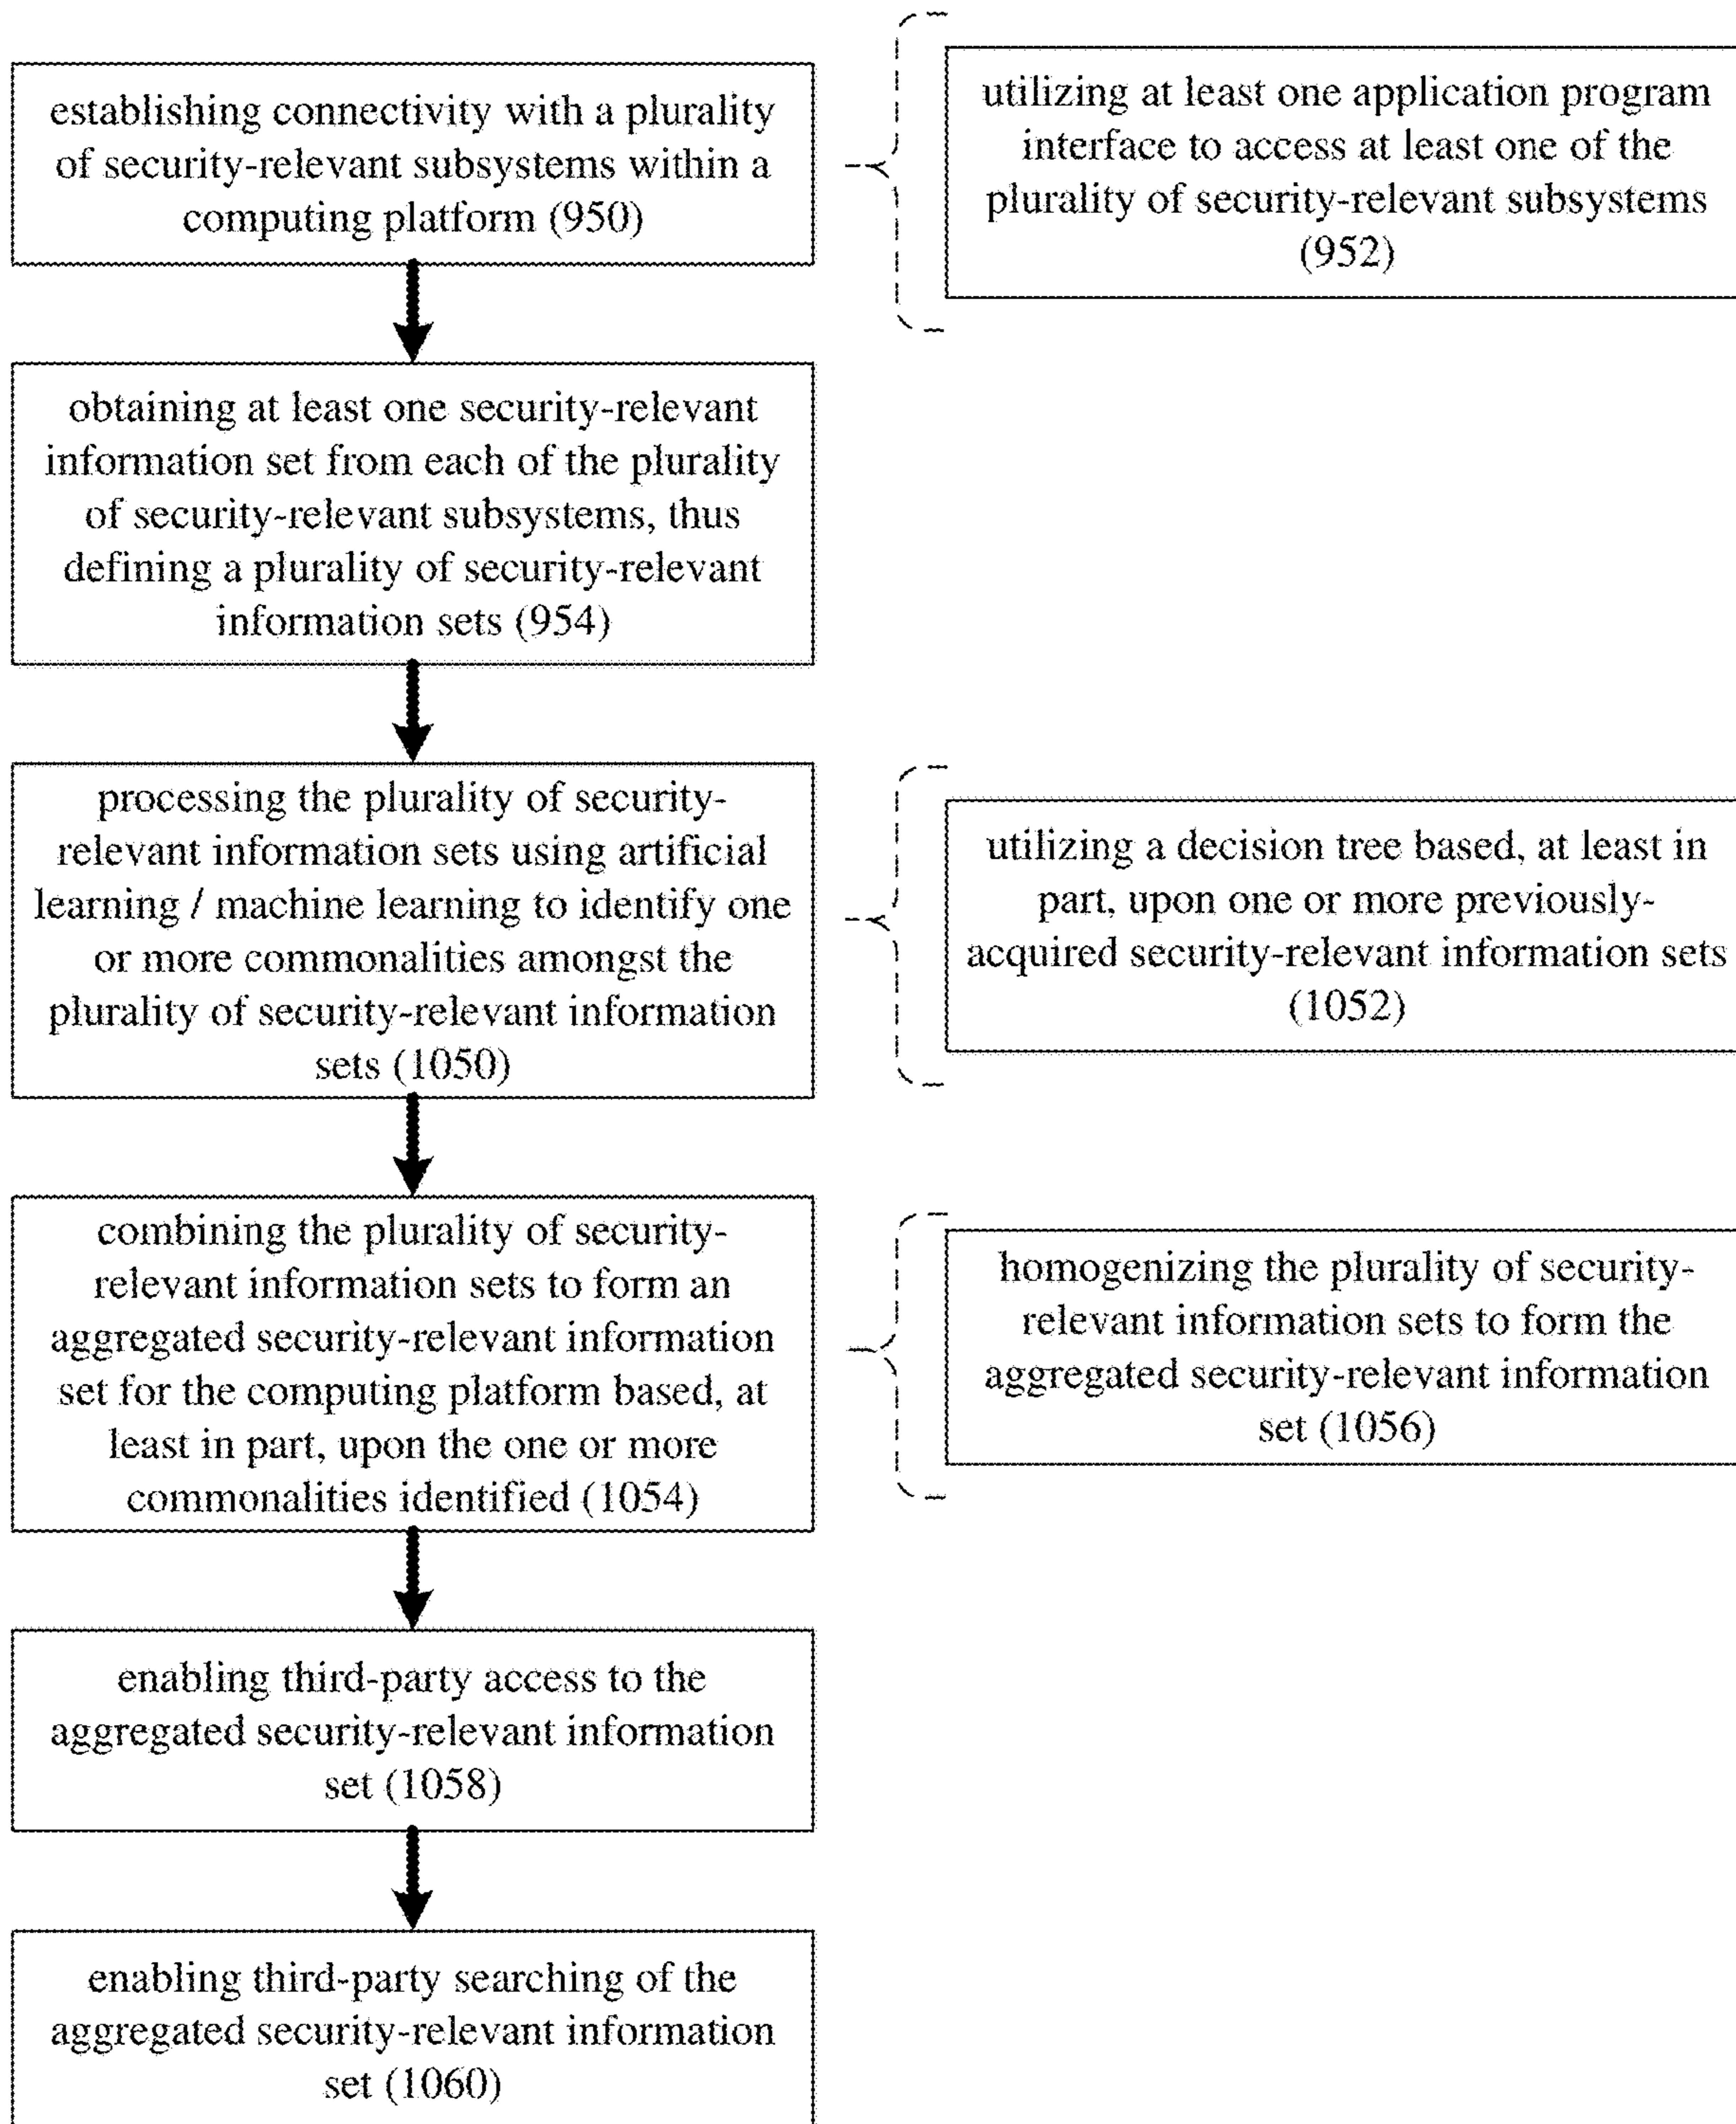 establishing connectivity with a plurality
of security-relevant subsystems within a
computing platform (950)
utilizing at least one application program
interface to access at least one of the
plurality of security-relevant subsystems
(952)
obtaining at least one security-relevant
information set from each of the plurality
of security-relevant subsystems, thus
defining a plurality of security-relevant
information sets (954)
processing the plurality of security-
relevant information sets using artificial
learning / machine learning to identify one
or more commonalities amongst the
plurality of security-relevant information
sets (1050)
utilizing a decision tree based, at least in
part, upon one or more previously-
acquired security-relevant information sets
(1052)
combining the plurality of security-
relevant information sets to form an
aggregated security-relevant information
set for the computing platform based, at
least in part, upon the one or more
commonalities identified (1054)
homogenizing the plurality of security-
relevant information sets to form the
aggregated security-relevant information
set (1056)
enabling third-party access to the
aggregated security-relevant information
set (1058)
enabling third-party searching of the
aggregated security-relevant information
set (1060)